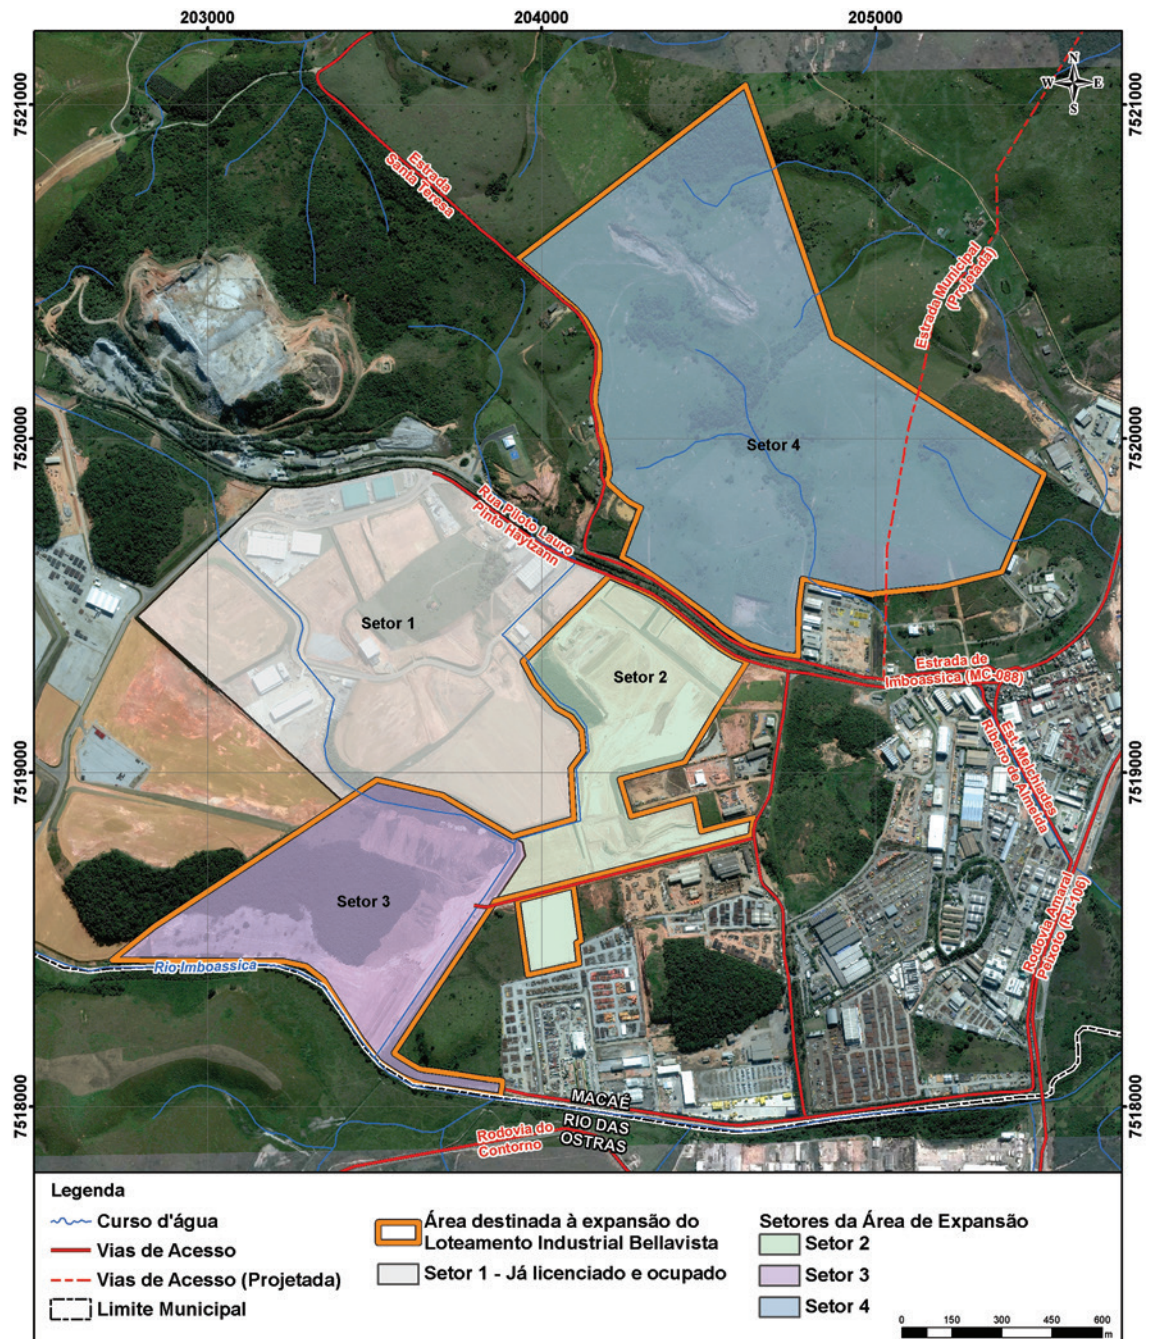 203000
204000
205000
7521000
7521000
N
W
E
S
Estrada
Santa Teresa
Estrada Municipal
(Projetada)
7520000
7520000
Setor 4
Rua Piloto Lauro
Pinto Haytzann
Setor 1
Setor 2
Estrada de
Imboassica (MC-088)
Est. Melchíades
Ribeiro de Almeida
7519000
7519000
Setor 3
Rodovia Amaral
Peixoto (RJ-106)
Rio Imboassica
7518000
7518000
MACAÉ
RIO DAS
OSTRAS
Rodovia do
Contorno
Legenda
Curso d'água
Vias de Acesso
Vias de Acesso (Projetada)
Limite Municipal
Área destinada à expansão do
Loteamento Industrial Bellavista
Setor 1 - Já licenciado e ocupado
Setores da Área de Expansão
Setor 2
Setor 3
Setor 4
0 150 300 450 600
m